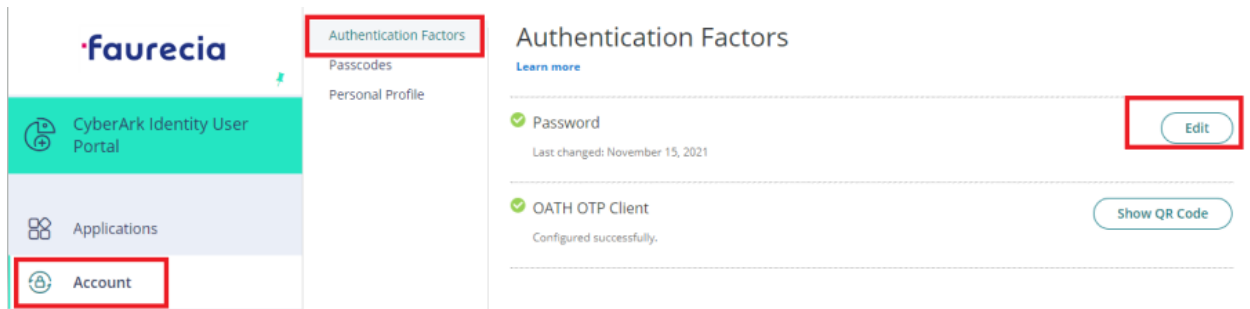 faurecia
CyberArk Identity User
Portal
Applications
Account
Authentication Factors
Passcodes
Personal Profile
Authentication Factors
Learn more
Password
Last changed: November 15, 2021
Edit
OATH OTP Client
Configured successfully.
Show QR Code